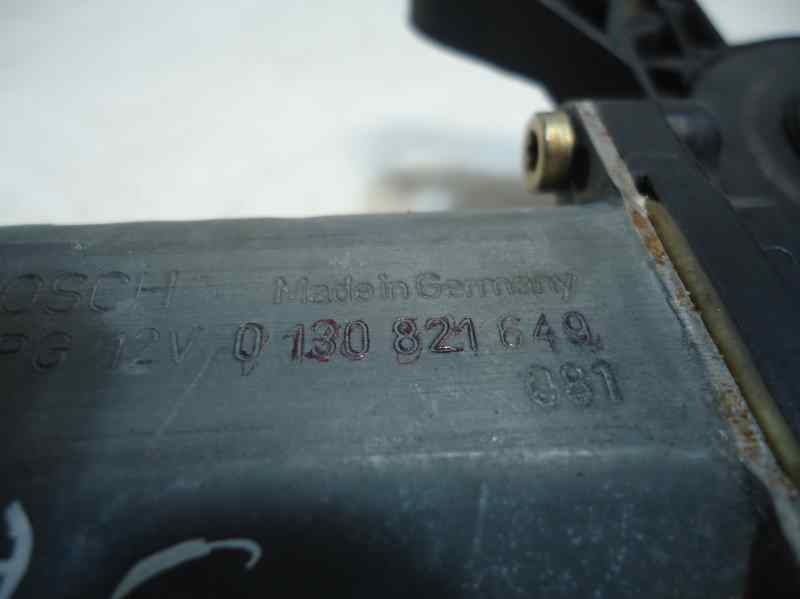 OSCH Made in Germany
PG 12V 0 130 821 649
081